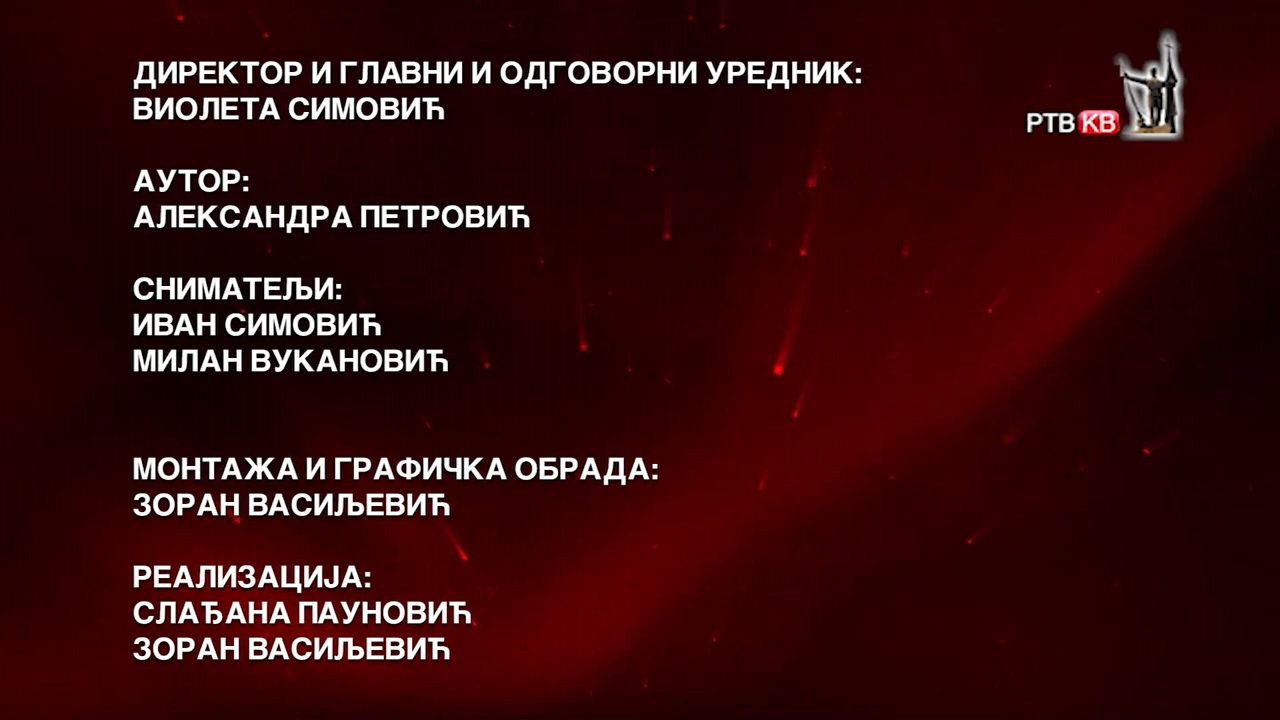 ДИРЕКТОР И ГЛАВНИ И ОДГОВОРНИ УРЕДНИК:
ВИОЛЕТА СИМОВИЋ
РТВ КВ
АУТОР:
АЛЕКСАНДРА ПЕТРОВИЋ
СНИМАТЕЉИ:
ИВАН СИМОВИЋ
МИЛАН ВУКАНОВИЋ
МОНТАЖА И ГРАФИЧКА ОБРАДА:
ЗОРАН ВАСИЉЕВИЋ
РЕАЛИЗАЦИЈА:
СЛАЂАНА ПАУНОВИЋ
ЗОРАН ВАСИЉЕВИЋ